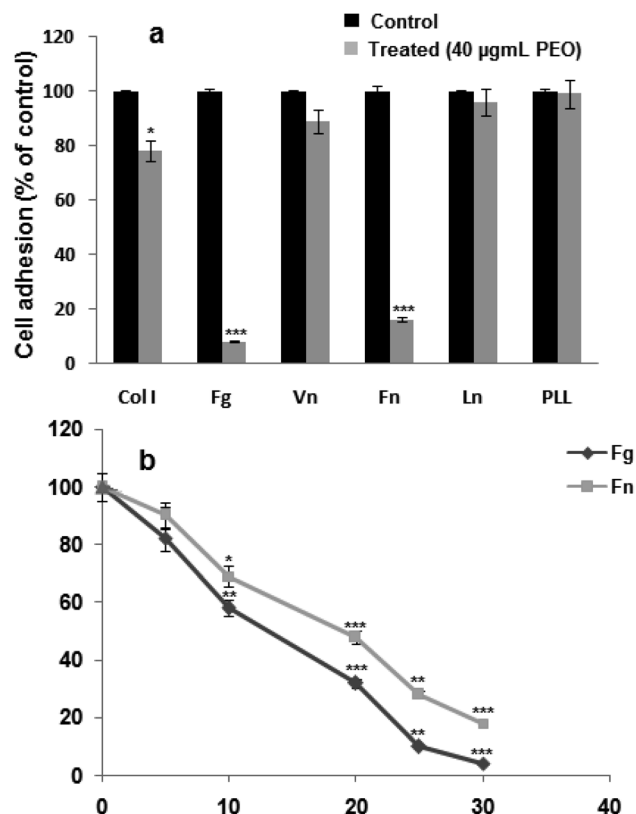 a
Control
Treated (40 µgmL PEO)
Cell adhesion (% of control)
120
100
80
60
40
20
0
*
***
***
Col I Fg Vn Fn Ln PLL
b
Fg
Fn
120
100
80
60
40
20
0
*
**
***
***
**
**
***
***
0 10 20 30 40